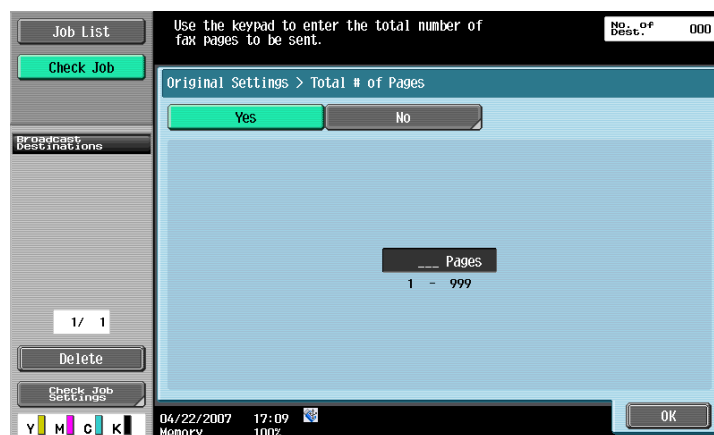 Job List
Check Job
Broadcast
Destinations
1/ 1
Delete
Check Job
Settings
Y M C K
Use the keypad to enter the total number of
fax pages to be sent.
No. of
Dest.
000
Original Settings > Total # of Pages
Yes
No
___ Pages
1 - 999
04/22/2007 17:09
Memory 100%
OK